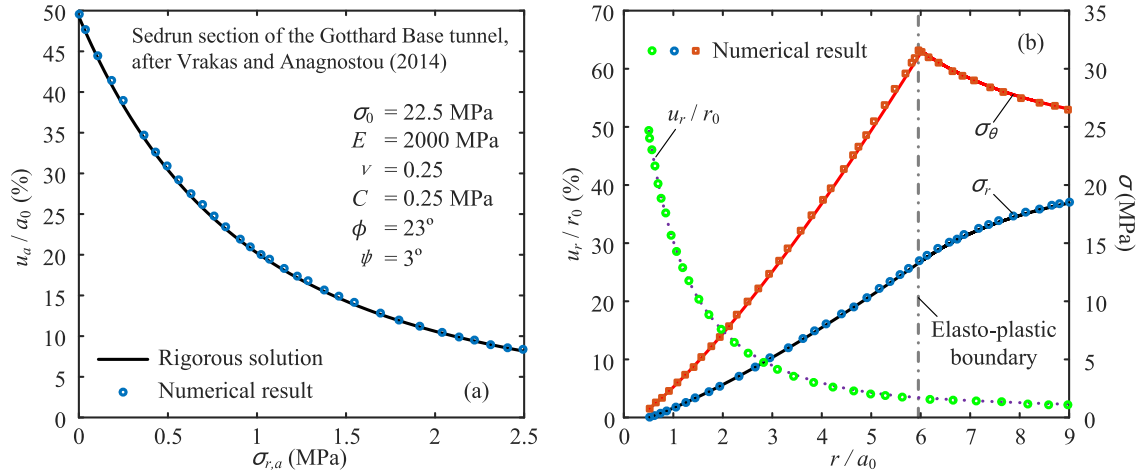 (a)
Sedrun section of the Gotthard Base tunnel,
after Vrakas and Anagnostou (2014)
σ₀ = 22.5 MPa
E = 2000 MPa
ν = 0.25
C = 0.25 MPa
ϕ = 23°
ψ = 3°
Rigorous solution
Numerical result
50
45
40
35
30
25
20
15
10
5
0
uₐ / a₀ (%)
0 0.5 1 1.5 2 2.5
σr,a (MPa)
(b)
Numerical result
uᵣ / r₀
σθ
σr
Elasto-plastic
boundary
70
60
50
40
30
20
10
0
uᵣ / r₀ (%)
35
30
25
20
15
10
5
0
σ (MPa)
0 1 2 3 4 5 6 7 8 9
r / a₀